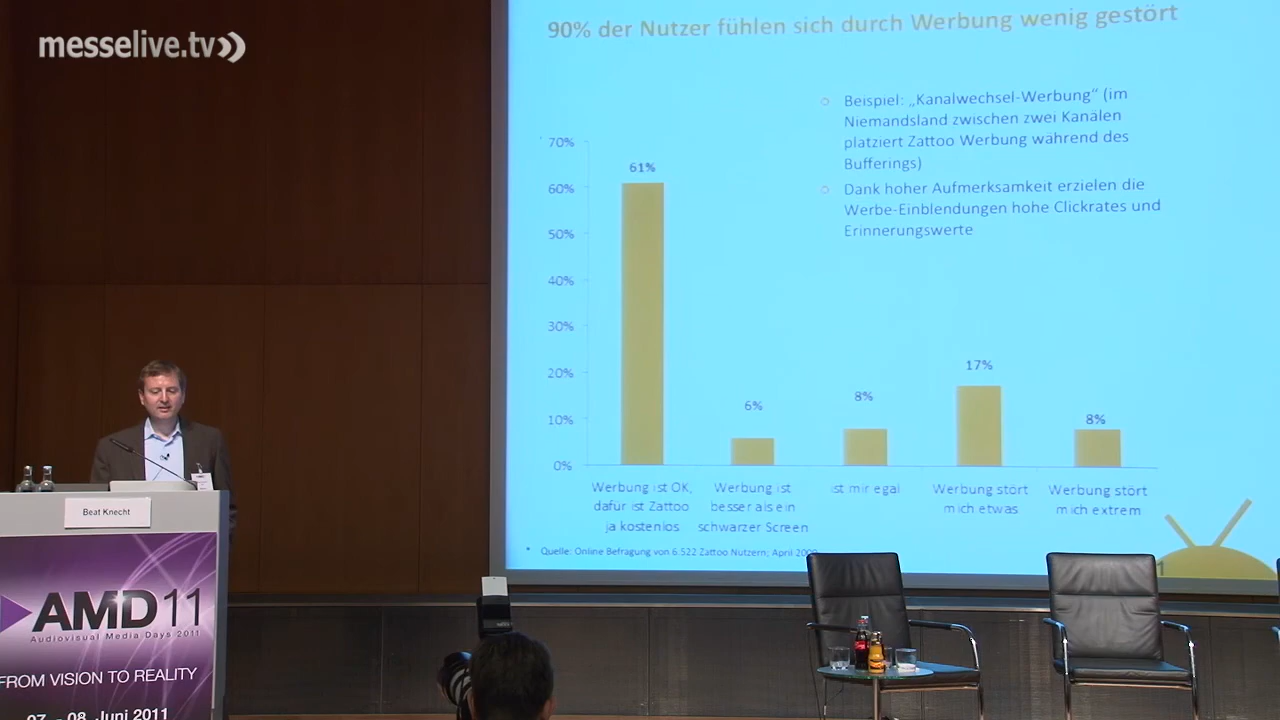 messelive.tv
90% der Nutzer fühlen sich durch Werbung wenig gestört
Beispiel: „Kanalwechsel-Werbung“ (im
Niemandsland zwischen zwei Kanälen
platziert Zattoo Werbung während des
Bufferings)
Dank hoher Aufmerksamkeit erzielen die
Werbe-Einblendungen hohe Clickrates und
Erinnerungswerte
70%
60%
50%
40%
30%
20%
10%
0%
61%
6%
8%
17%
8%
Werbung ist OK,
dafür ist Zattoo
ja kostenlos
Werbung ist
besser als ein
schwarzer Screen
ist mir egal
Werbung stört
mich etwas
Werbung stört
mich extrem
* Quelle: Online Befragung von 6.522 Zattoo Nutzern; April 2009
Beat Knecht
AMD11
Audiovisual Media Days 2011
FROM VISION TO REALITY
07. - 08. Juni 2011